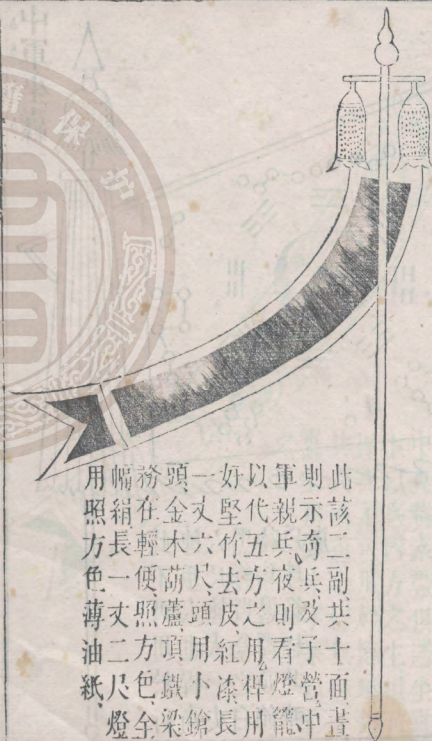 此該二副共十面晝
則示奇兵、及子營中
軍親兵夜則看燈籠、
以代五方之用。桿用
好堅竹、去皮、紅漆長
一丈六尺、頭用小鎗
頭、金木葫蘆、頂鐵梁
務在輕便、照方色、全
幅絹長一丈二尺燈
用照方色薄油紙、
籍保护